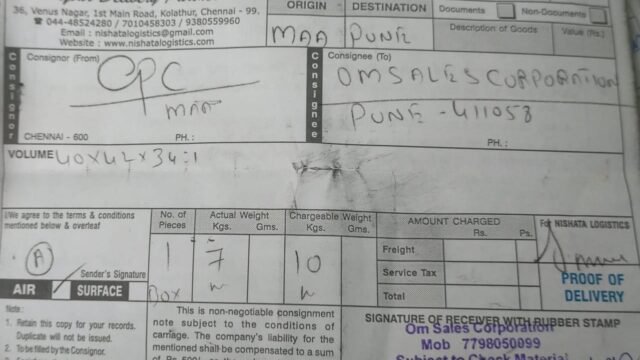 36, Venus Nagar, 1st Main Road, Kolathur, Chennai - 99.
044-48524280 / 7010458303 / 9380559960
Email : nishatalogistics@gmail.com
Website : www.nishatalogistics.com
ORIGIN
MAA
DESTINATION
PUNE
Documents
Non-Documents
Description of Goods
Value (Rs.)
Consignor
Consignor (From)
CPC
MAA
CHENNAI - 600
PH. :
Consignee
Consignee (To)
OM SALES CORPORATION
PUNE - 411058
PH. :
VOLUME 40 x 42 x 34 : 1
I/We agree to the terms & conditions
mentioned below & overleaf
A
Sender's Signature
AIR
SURFACE
No. of
Pieces
1
Box
Actual Weight
Kgs. Gms.
7
Chargeable Weight
Kgs. Gms.
10
AMOUNT CHARGED
Rs. Ps.
Freight
Service Tax
Total
For NISHATA LOGISTICS
PROOF OF
DELIVERY
Note :
1. Retain this copy for your records.
Duplicate will not be issued.
2. To be filled by the Consignor.
This is non-negotiable consignment
note subject to the conditions of
carriage. The company's liability for
the mentioned shall be compensated to a sum
SIGNATURE OF RECEIVER WITH RUBBER STAMP
Om Sales Corporation
Mob 7798050099
Subject to Check Material